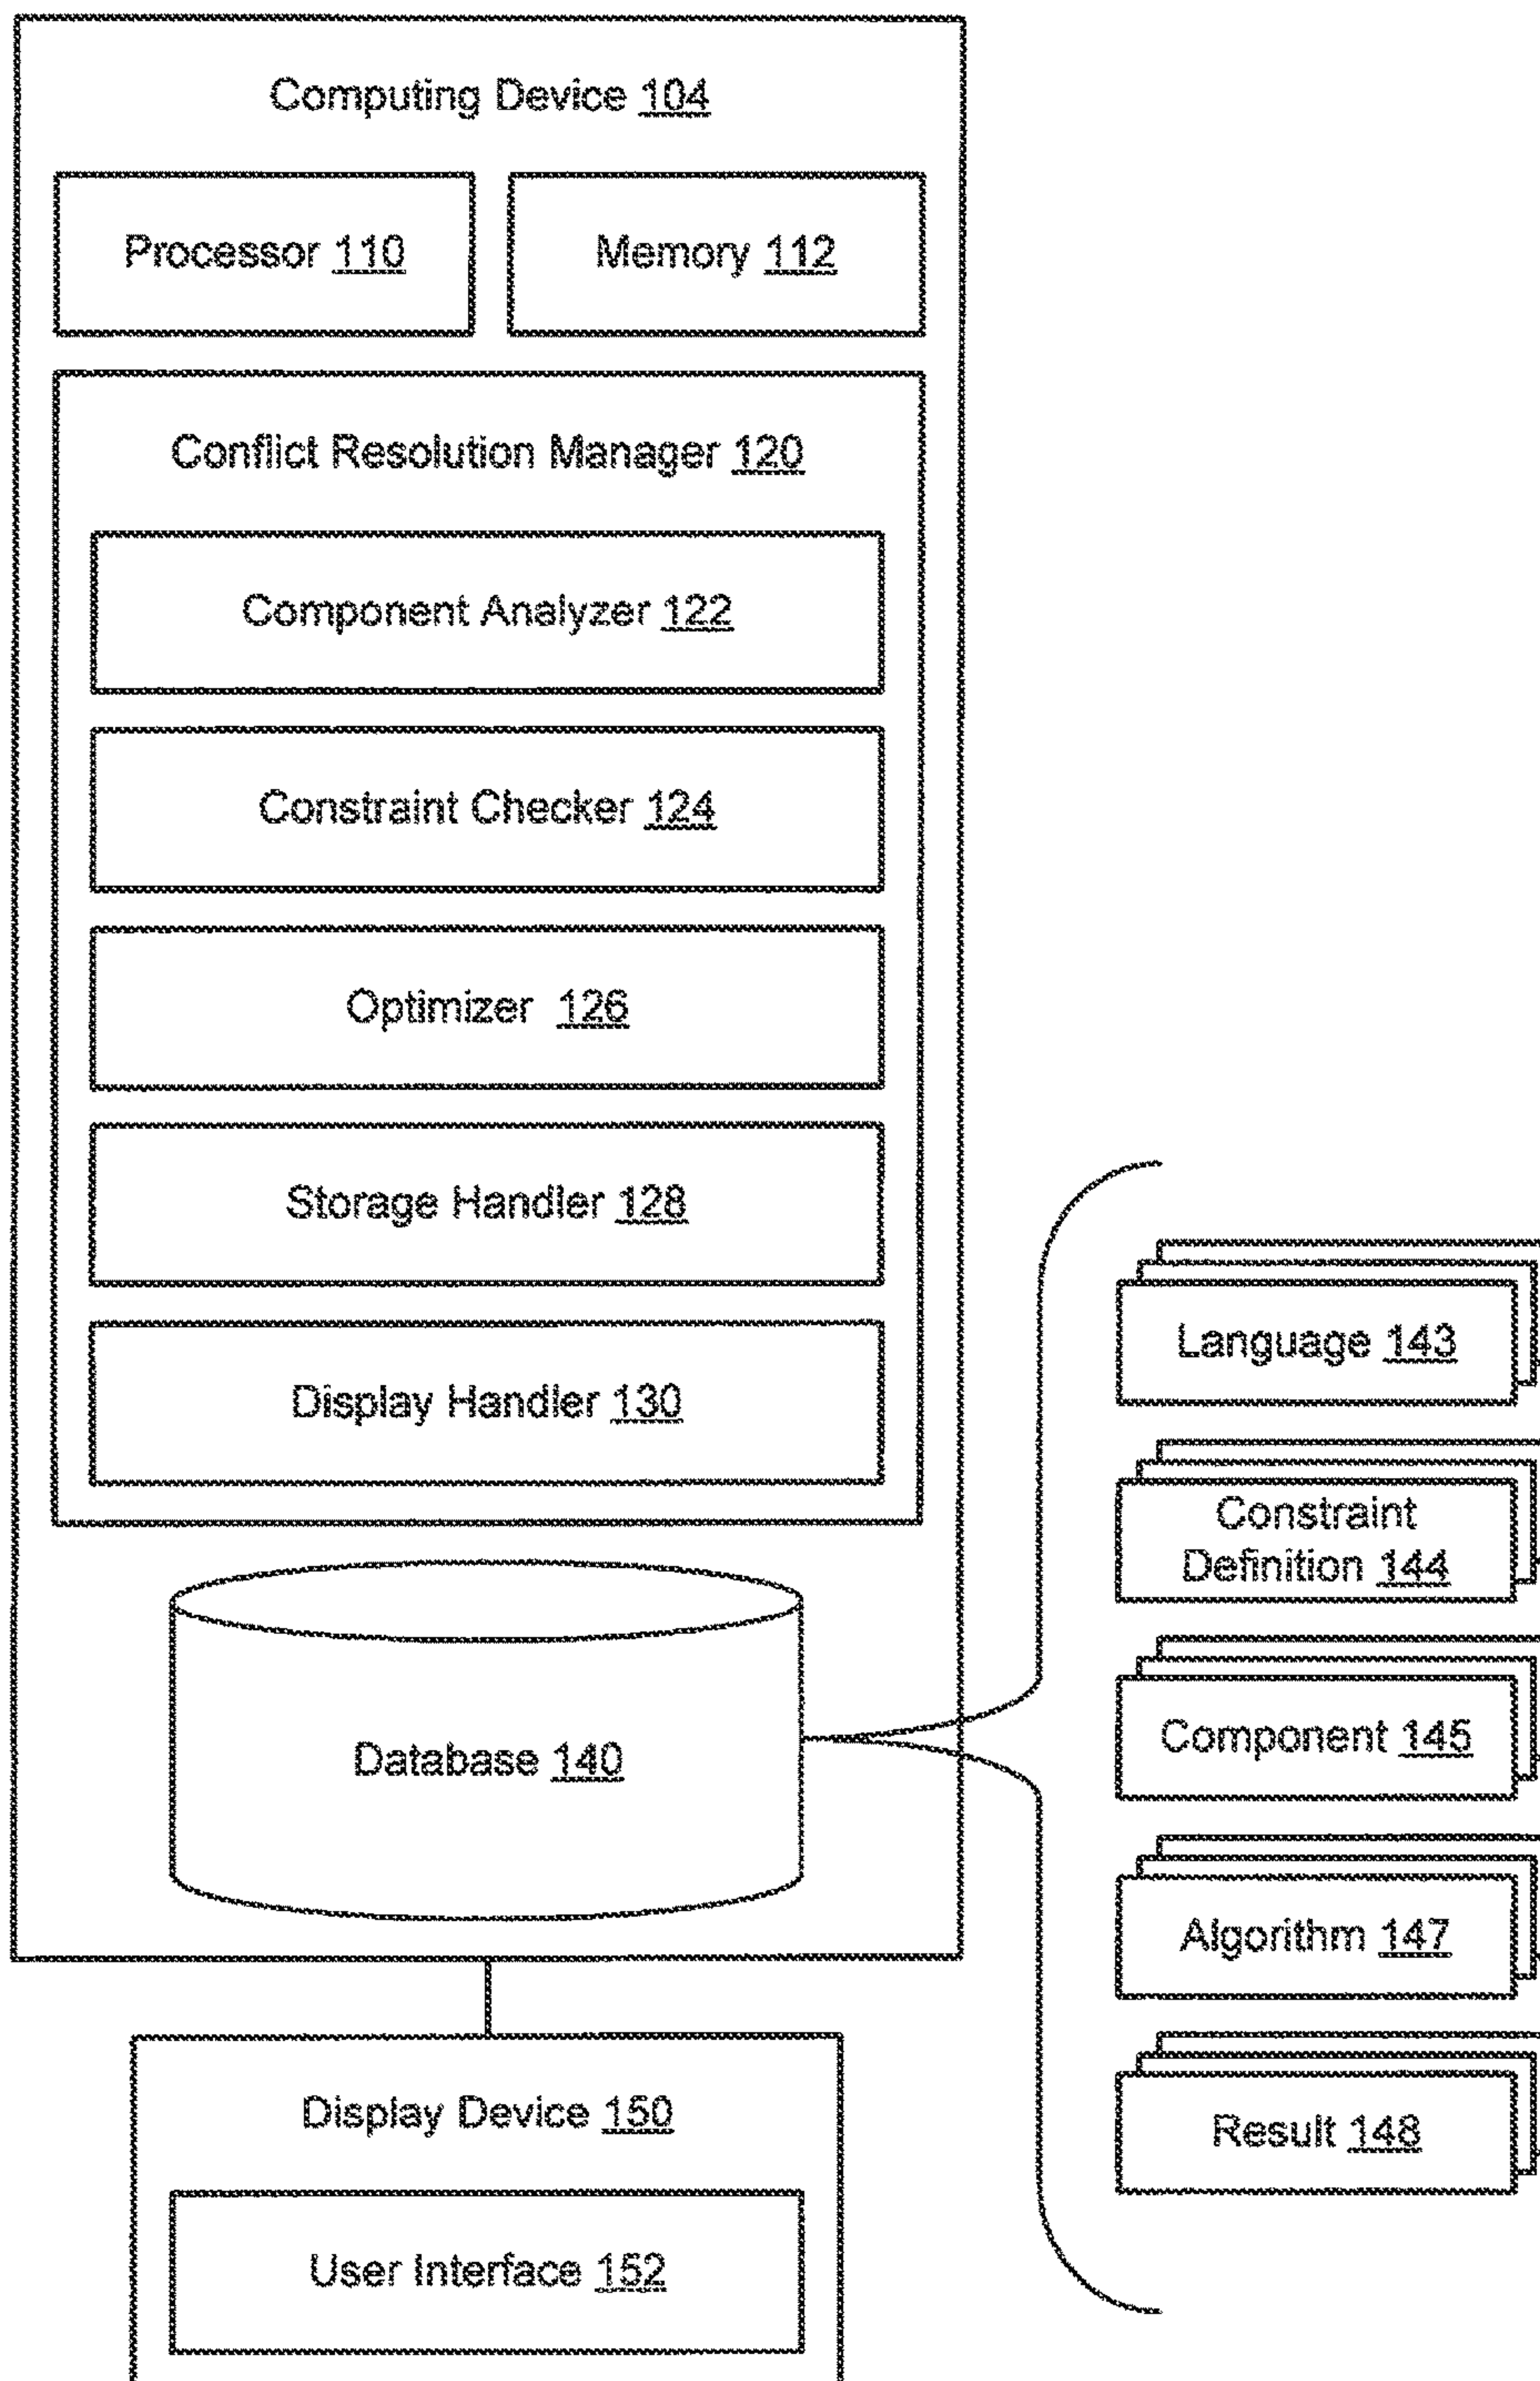 Computing Device 104
Processor 110
Memory 112
Conflict Resolution Manager 120
Component Analyzer 122
Constraint Checker 124
Optimizer 126
Storage Handler 128
Display Handler 130
Database 140
Language 143
Constraint
Definition 144
Component 145
Algorithm 147
Result 148
Display Device 150
User Interface 152